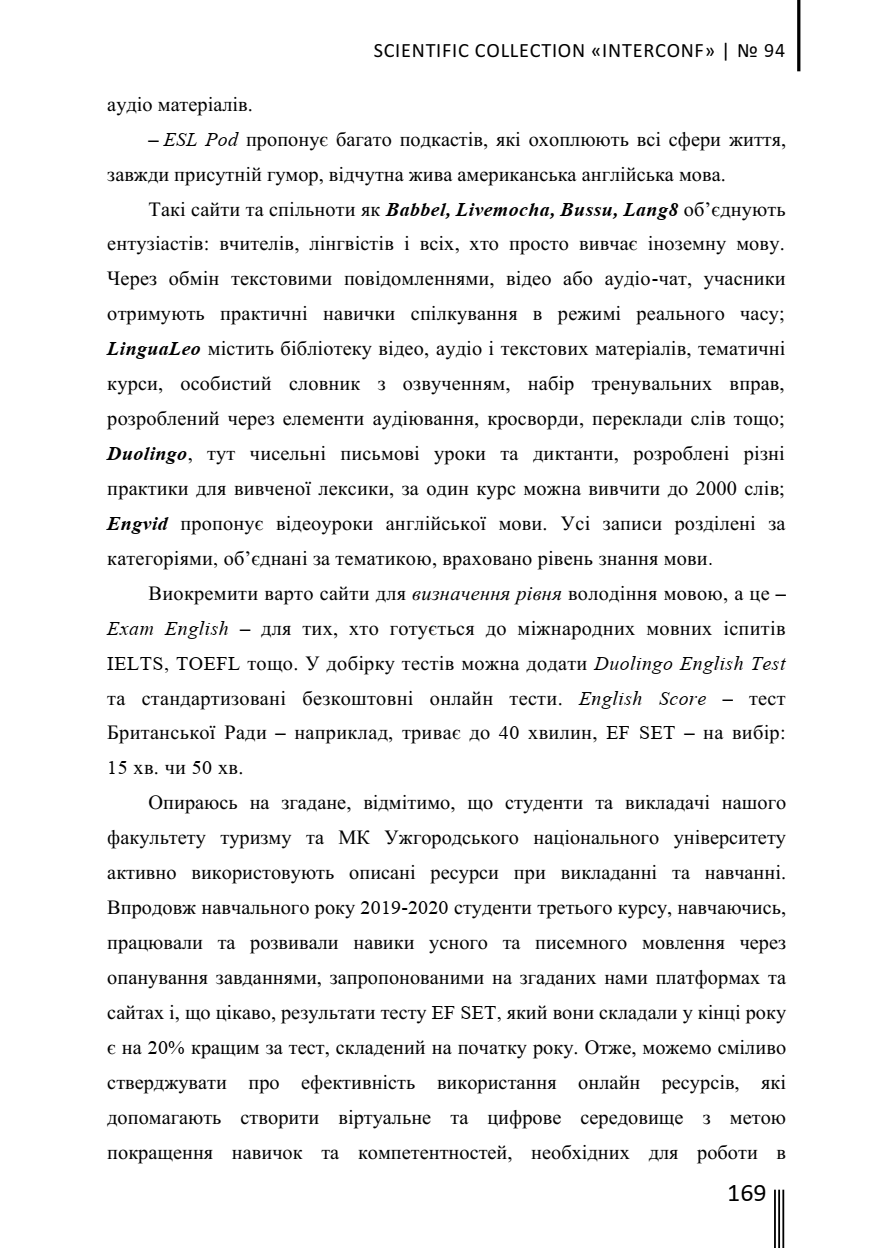 SCIENTIFIC COLLECTION «INTERCONF» | № 94
аудіо матеріалів.
– ESL Pod пропонує багато подкастів, які охоплюють всі сфери життя,
завжди присутній гумор, відчутна жива американська англійська мова.
Такі сайти та спільноти як Babbel, Livemocha, Bussu, Lang8 об’єднують
ентузіастів: вчителів, лінгвістів і всіх, хто просто вивчає іноземну мову.
Через обмін текстовими повідомленнями, відео або аудіо-чат, учасники
отримують практичні навички спілкування в режимі реального часу;
LinguaLeo містить бібліотеку відео, аудіо і текстових матеріалів, тематичні
курси, особистий словник з озвученням, набір тренувальних вправ,
розроблений через елементи аудіювання, кросворди, переклади слів тощо;
Duolingo, тут чисельні письмові уроки та диктанти, розроблені різні
практики для вивченої лексики, за один курс можна вивчити до 2000 слів;
Engvid пропонує відеоуроки англійської мови. Усі записи розділені за
категоріями, об’єднані за тематикою, враховано рівень знання мови.
Виокремити варто сайти для визначення рівня володіння мовою, а це –
Exam English – для тих, хто готується до міжнародних мовних іспитів
IELTS, TOEFL тощо. У добірку тестів можна додати Duolingo English Test
та стандартизовані безкоштовні онлайн тести. English Score – тест
Британської Ради – наприклад, триває до 40 хвилин, EF SET – на вибір:
15 хв. чи 50 хв.
Опираюсь на згадане, відмітимо, що студенти та викладачі нашого
факультету туризму та МК Ужгородського національного університету
активно використовують описані ресурси при викладанні та навчанні.
Впродовж навчального року 2019-2020 студенти третього курсу, навчаючись,
працювали та розвивали навики усного та писемного мовлення через
опанування завданнями, запропонованими на згаданих нами платформах та
сайтах і, що цікаво, результати тесту EF SET, який вони складали у кінці року
є на 20% кращим за тест, складений на початку року. Отже, можемо сміливо
стверджувати про ефективність використання онлайн ресурсів, які
допомагають створити віртуальне та цифрове середовище з метою
покращення навичок та компетентностей, необхідних для роботи в
169